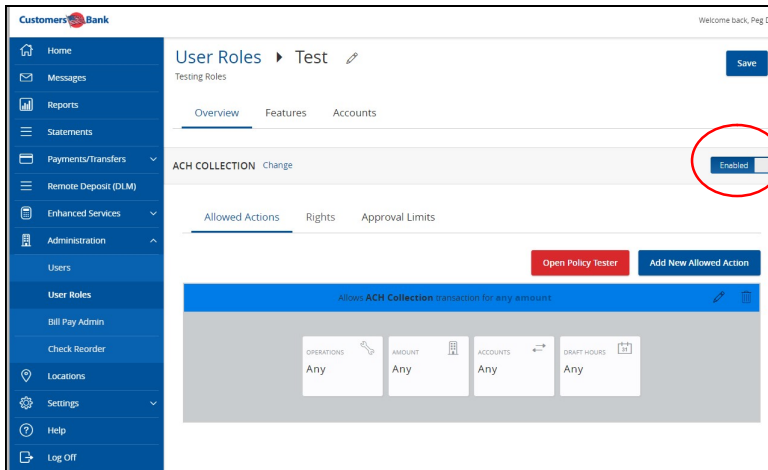 Customers Bank
Welcome back, Peg D
Home
Messages
Reports
Statements
Payments/Transfers
Remote Deposit (DLM)
Enhanced Services
Administration
Users
User Roles
Bill Pay Admin
Check Reorder
Locations
Settings
Help
Log Off
User Roles Test
Testing Roles
Save
Overview Features Accounts
ACH COLLECTION Change
Enabled
Allowed Actions Rights Approval Limits
Open Policy Tester Add New Allowed Action
Allows ACH Collection transaction for any amount
OPERATIONS AMOUNT ACCOUNTS DRAFT HOURS 31
Any Any Any Any